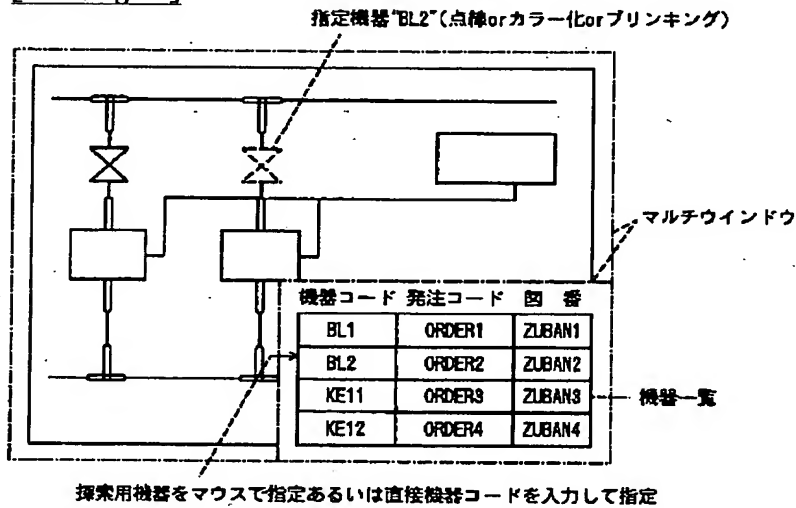 指定機器"BL2"(点線orカラー化orブリンキング)
マルチウインドウ
機器コード 発注コード 図 番
BL1 ORDER1 ZUBAN1
BL2 ORDER2 ZUBAN2
KE11 ORDER3 ZUBAN3
KE12 ORDER4 ZUBAN4
機器一覧
探索用機器をマウスで指定あるいは直接機器コードを入力して指定